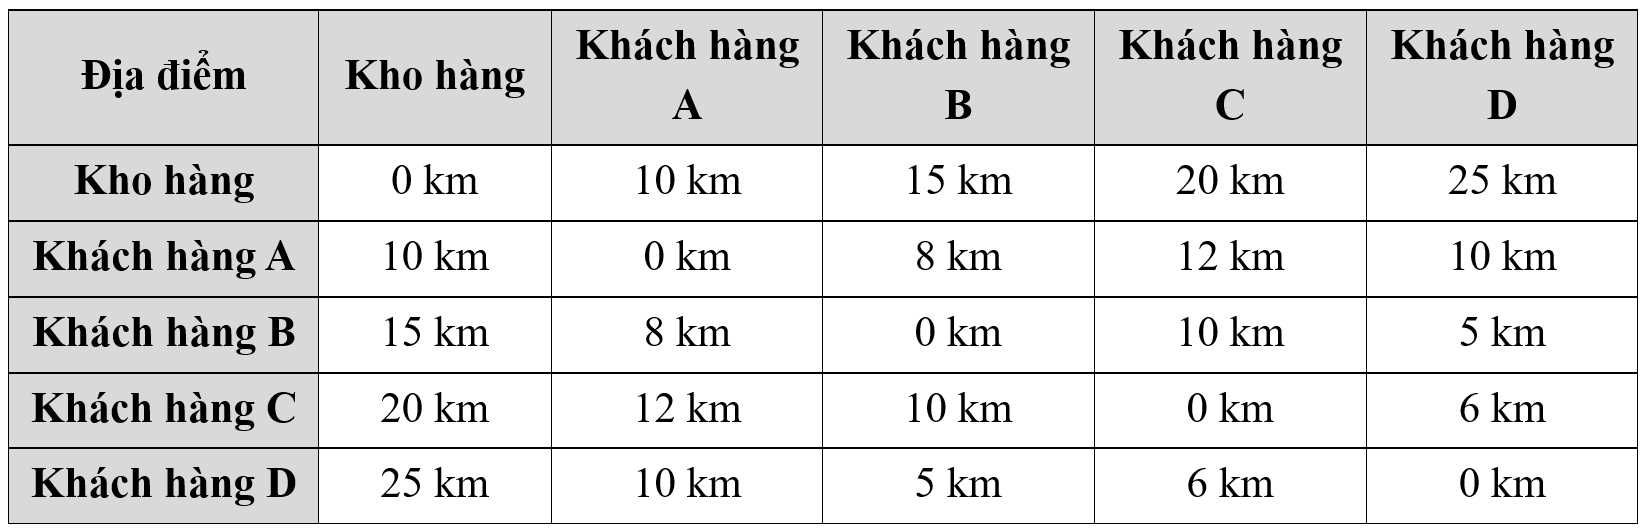 Địa điểm Kho hàng Khách hàng A Khách hàng B Khách hàng C Khách hàng D
Kho hàng 0 km 10 km 15 km 20 km 25 km
Khách hàng A 10 km 0 km 8 km 12 km 10 km
Khách hàng B 15 km 8 km 0 km 10 km 5 km
Khách hàng C 20 km 12 km 10 km 0 km 6 km
Khách hàng D 25 km 10 km 5 km 6 km 0 km